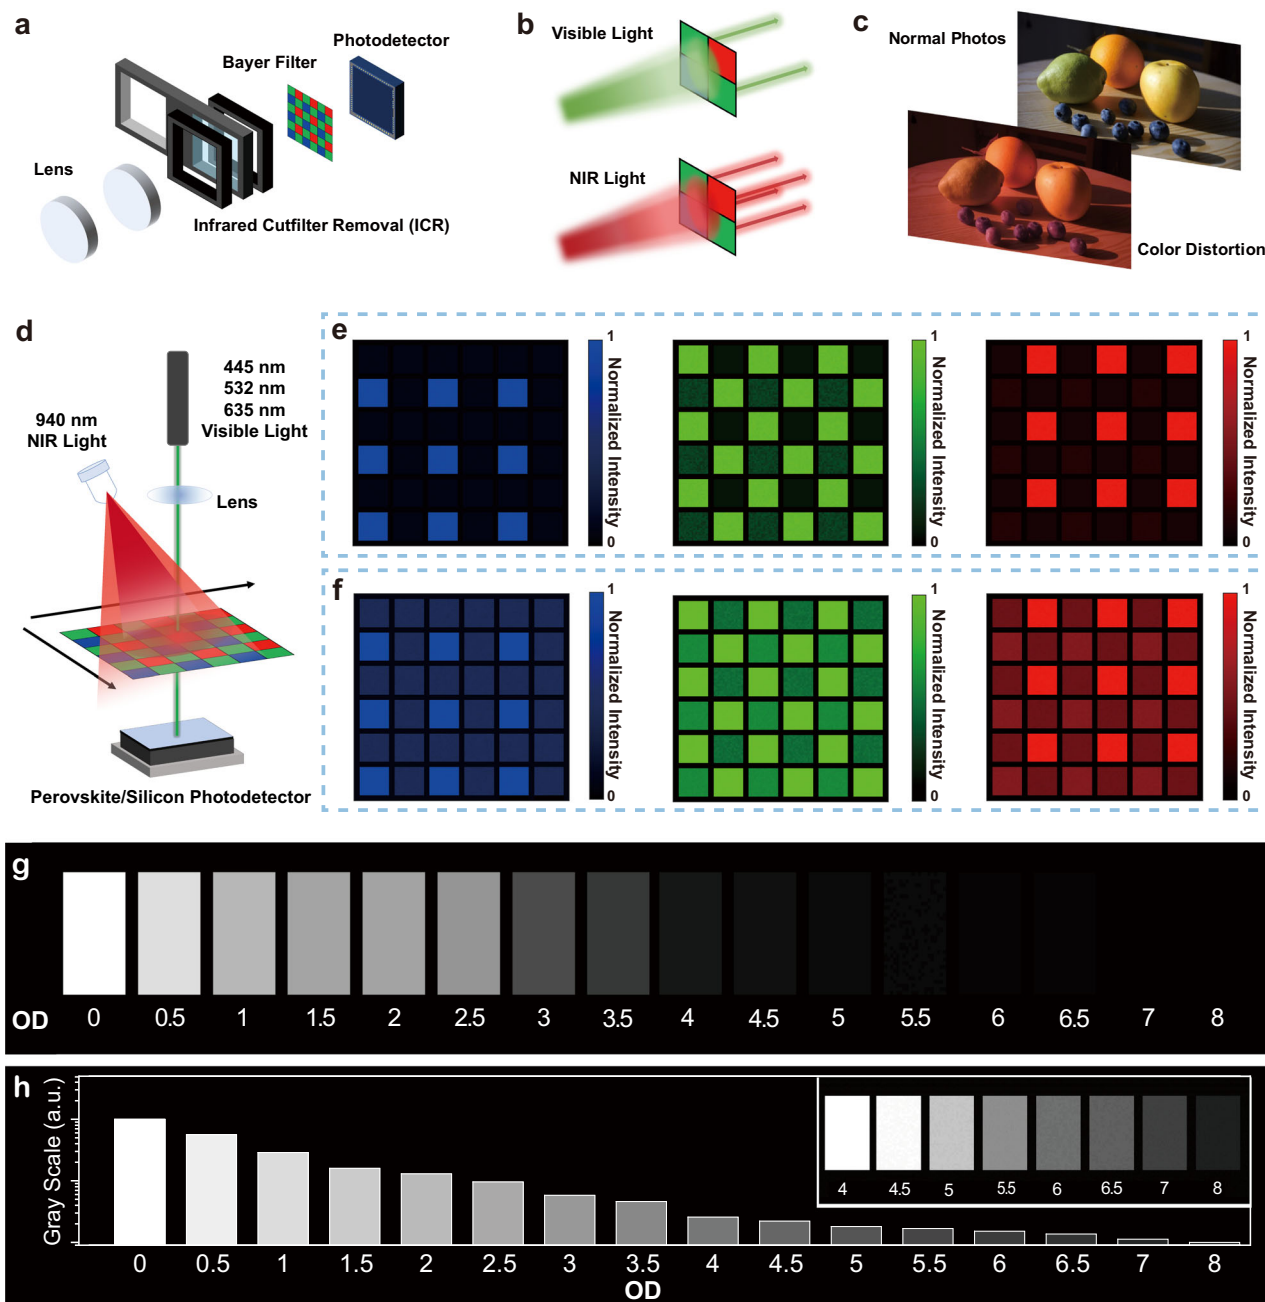 a
Lens
Infrared Cutfilter Removal (ICR)
Bayer Filter
Photodetector
b
Visible Light
NIR Light
c
Normal Photos
Color Distortion
d
445 nm
532 nm
635 nm
Visible Light
940 nm
NIR Light
Lens
Perovskite/Silicon Photodetector
e
1
Normalized Intensity
0
1
Normalized Intensity
0
1
Normalized Intensity
0
f
1
Normalized Intensity
0
1
Normalized Intensity
0
1
Normalized Intensity
0
g
OD 0 0.5 1 1.5 2 2.5 3 3.5 4 4.5 5 5.5 6 6.5 7 8
h
Gray Scale (a.u.)
4 4.5 5 5.5 6 6.5 7 8
0 0.5 1 1.5 2 2.5 3 3.5 4 4.5 5 5.5 6 6.5 7 8
OD